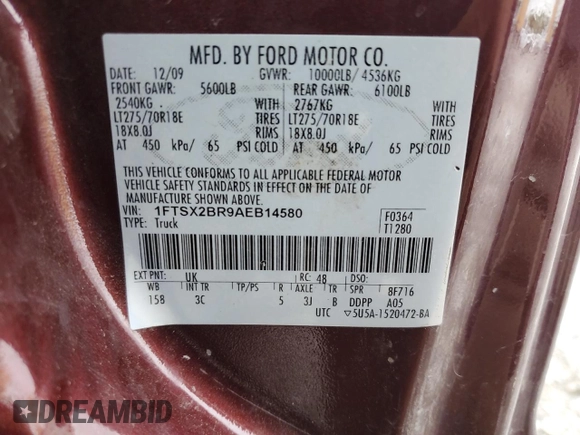 MFD. BY FORD MOTOR CO.
DATE: 12/09 GVWR: 10000LB/ 4536KG
FRONT GAWR: 5600LB REAR GAWR: 6100LB
2540KG WITH 2767KG WITH
LT275/70R18E TIRES LT275/70R18E TIRES
18X8.0J RIMS 18X8.0J RIMS
AT 450 kPa/ 65 PSI COLD AT 450 kPa/ 65 PSI COLD
THIS VEHICLE CONFORMS TO ALL APPLICABLE FEDERAL MOTOR
VEHICLE SAFETY STANDARDS IN EFFECT ON THE DATE OF
MANUFACTURE SHOWN ABOVE.
VIN: 1FTSX2BR9AEB14580 F0364
TYPE: Truck T1280
EXT PNT: UK RC: 48 DSO:
WB INT TR TP/PS R AXLE TR SPR 8F716
158 3C 5 3J B DDPP A05
UTC ▽5U5A-1520472-BA
DREAMBID